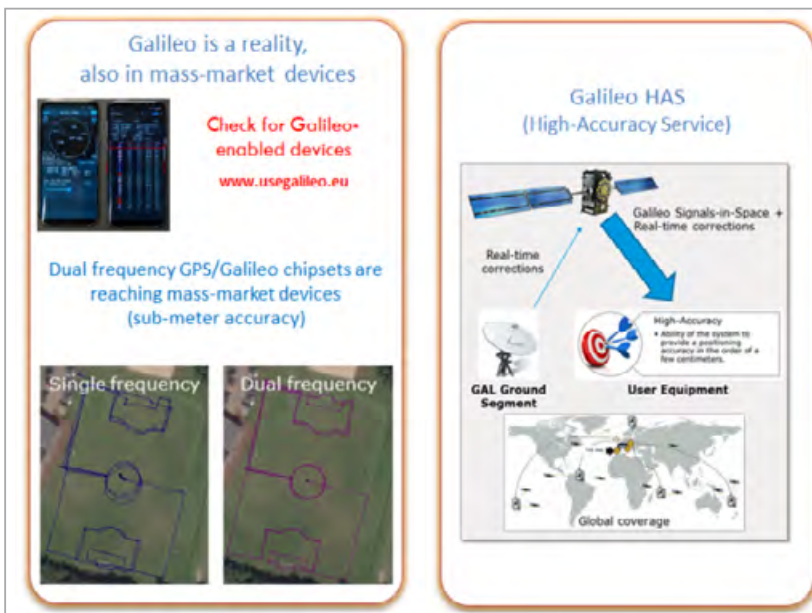 Galileo is a reality,
also in mass-market devices
Check for Galileo-
enabled devices
www.usegalileo.eu
Dual frequency GPS/Galileo chipsets are
reaching mass-market devices
(sub-meter accuracy)
Single frequency
Dual frequency
Galileo HAS
(High-Accuracy Service)
Galileo Signals-in-Space +
Real-time corrections
Real-time
corrections
High-Accuracy
• Ability of the system to
provide a positioning
accuracy in the order of a
few centimeters.
GAL Ground
Segment
User Equipment
Global coverage